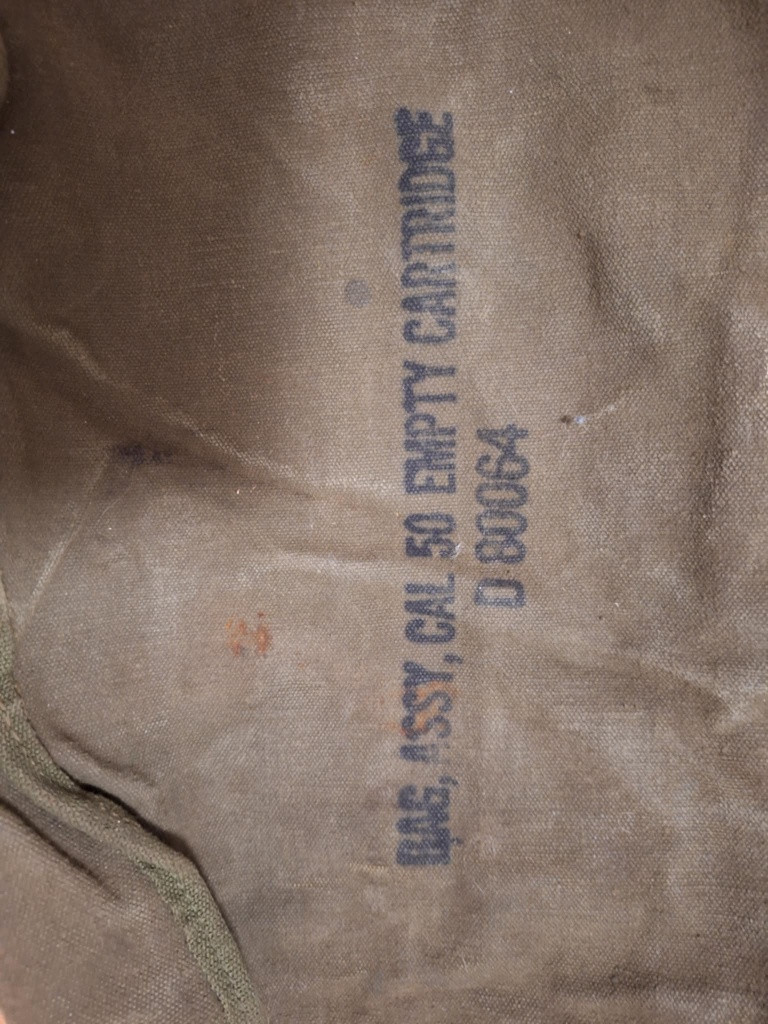 BAG, ASSY, CAL 50 EMPTY CARTRIDGE
D 80064